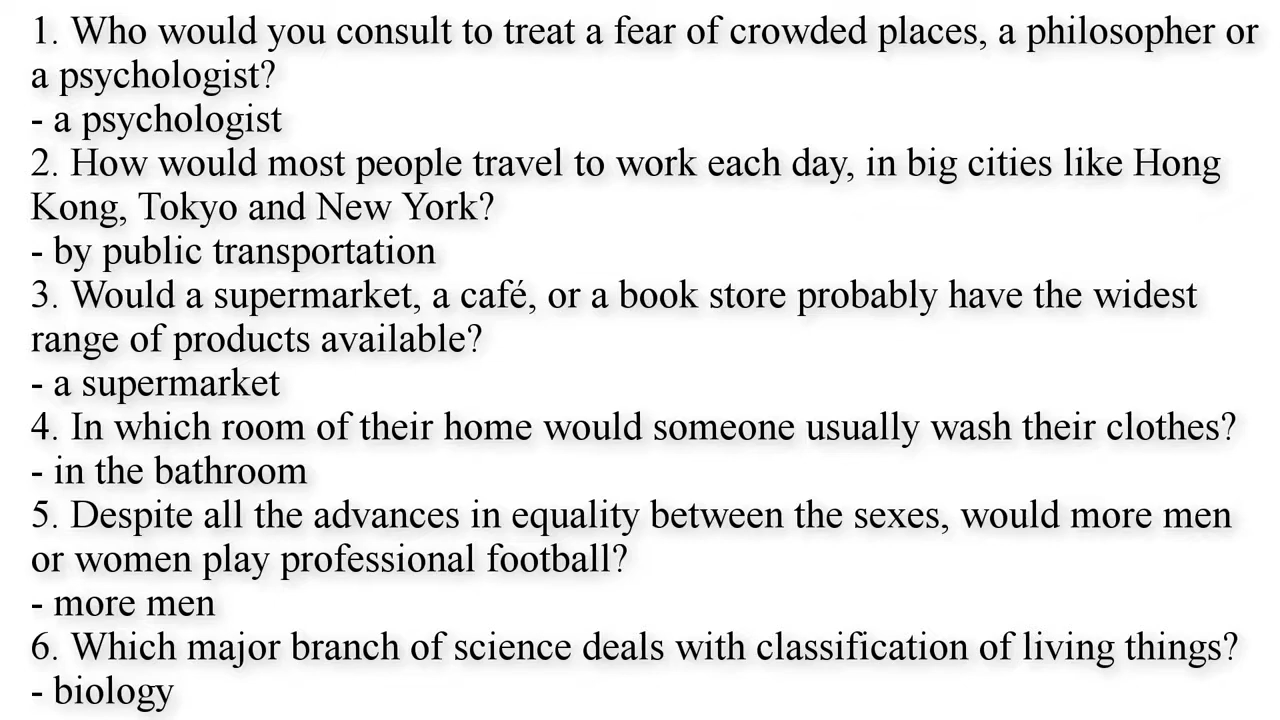 1. Who would you consult to treat a fear of crowded places, a philosopher or
a psychologist?
- a psychologist
2. How would most people travel to work each day, in big cities like Hong
Kong, Tokyo and New York?
- by public transportation
3. Would a supermarket, a café, or a book store probably have the widest
range of products available?
- a supermarket
4. In which room of their home would someone usually wash their clothes?
- in the bathroom
5. Despite all the advances in equality between the sexes, would more men
or women play professional football?
- more men
6. Which major branch of science deals with classification of living things?
- biology